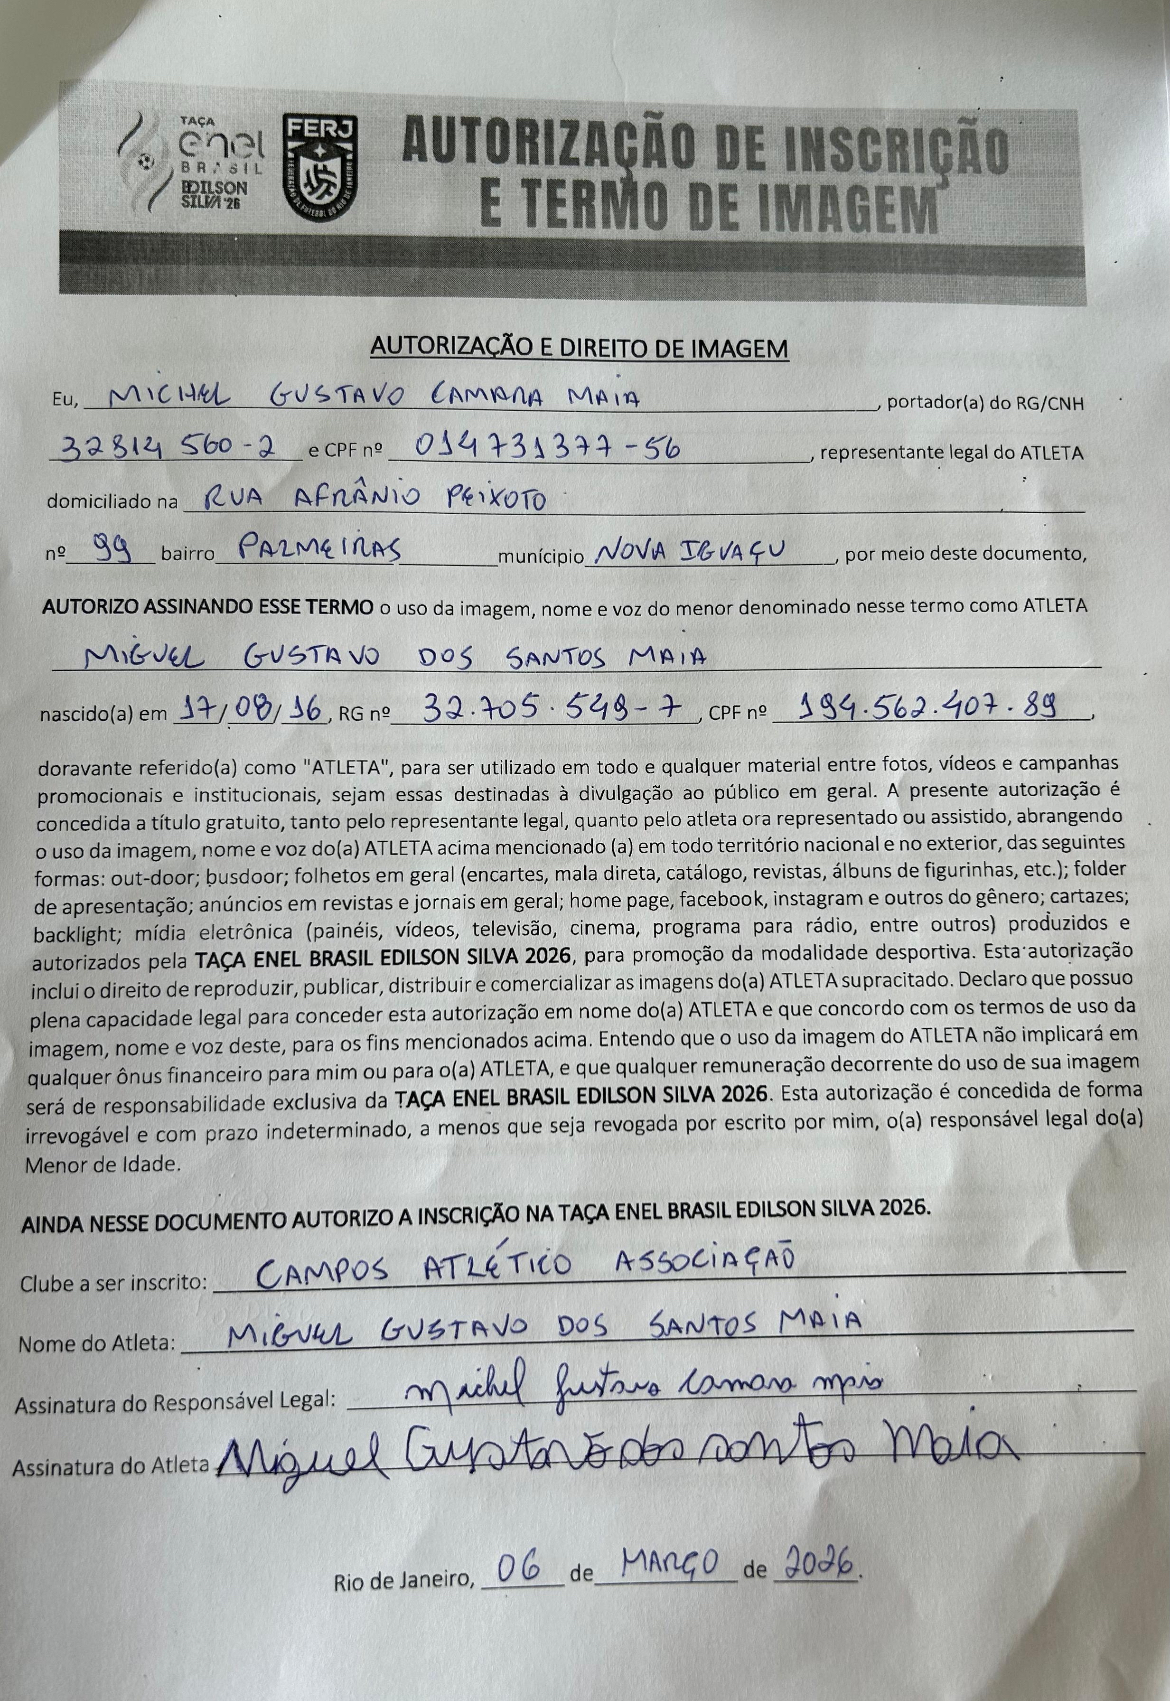 TAÇA
enel
BRASIL
EDILSON
SILVA'26
FERJ
FEDERAÇÃO DE FUTEBOL DO RIO DE JANEIRO
AUTORIZAÇÃO DE INSCRIÇÃO
E TERMO DE IMAGEM
AUTORIZAÇÃO E DIREITO DE IMAGEM
Eu, MICHEL GUSTAVO CAMARA MAIA, portador(a) do RG/CNH
32814560-2 e CPF nº 014731377-56, representante legal do ATLETA
domiciliado na RUA AFRÂNIO PEIXOTO
nº 99 bairro PALMEIRAS munícipio NOVA IGUAÇU, por meio deste documento,
AUTORIZO ASSINANDO ESSE TERMO o uso da imagem, nome e voz do menor denominado nesse termo como ATLETA
MIGUEL GUSTAVO DOS SANTOS MAIA
nascido(a) em 17/08/16, RG nº 32.705.549-7, CPF nº 194.562.407.89,
doravante referido(a) como "ATLETA", para ser utilizado em todo e qualquer material entre fotos, vídeos e campanhas
promocionais e institucionais, sejam essas destinadas à divulgação ao público em geral. A presente autorização é
concedida a título gratuito, tanto pelo representante legal, quanto pelo atleta ora representado ou assistido, abrangendo
o uso da imagem, nome e voz do(a) ATLETA acima mencionado (a) em todo território nacional e no exterior, das seguintes
formas: out-door; busdoor; folhetos em geral (encartes, mala direta, catálogo, revistas, álbuns de figurinhas, etc.); folder
de apresentação; anúncios em revistas e jornais em geral; home page, facebook, instagram e outros do gênero; cartazes;
backlight; mídia eletrônica (painéis, vídeos, televisão, cinema, programa para rádio, entre outros) produzidos e
autorizados pela TAÇA ENEL BRASIL EDILSON SILVA 2026, para promoção da modalidade desportiva. Esta autorização
inclui o direito de reproduzir, publicar, distribuir e comercializar as imagens do(a) ATLETA supracitado. Declaro que possuo
plena capacidade legal para conceder esta autorização em nome do(a) ATLETA e que concordo com os termos de uso da
imagem, nome e voz deste, para os fins mencionados acima. Entendo que o uso da imagem do ATLETA não implicará em
qualquer ônus financeiro para mim ou para o(a) ATLETA, e que qualquer remuneração decorrente do uso de sua imagem
será de responsabilidade exclusiva da TAÇA ENEL BRASIL EDILSON SILVA 2026. Esta autorização é concedida de forma
irrevogável e com prazo indeterminado, a menos que seja revogada por escrito por mim, o(a) responsável legal do(a)
Menor de Idade.
AINDA NESSE DOCUMENTO AUTORIZO A INSCRIÇÃO NA TAÇA ENEL BRASIL EDILSON SILVA 2026.
Clube a ser inscrito: CAMPOS ATLÉTICO ASSOCIAÇÃO
Nome do Atleta: MIGUEL GUSTAVO DOS SANTOS MAIA
Assinatura do Responsável Legal: Michel Gustavo Camara Maia
Assinatura do Atleta Miguel Gustavo dos santos Maia
Rio de Janeiro, 06 de MARÇO de 2026.